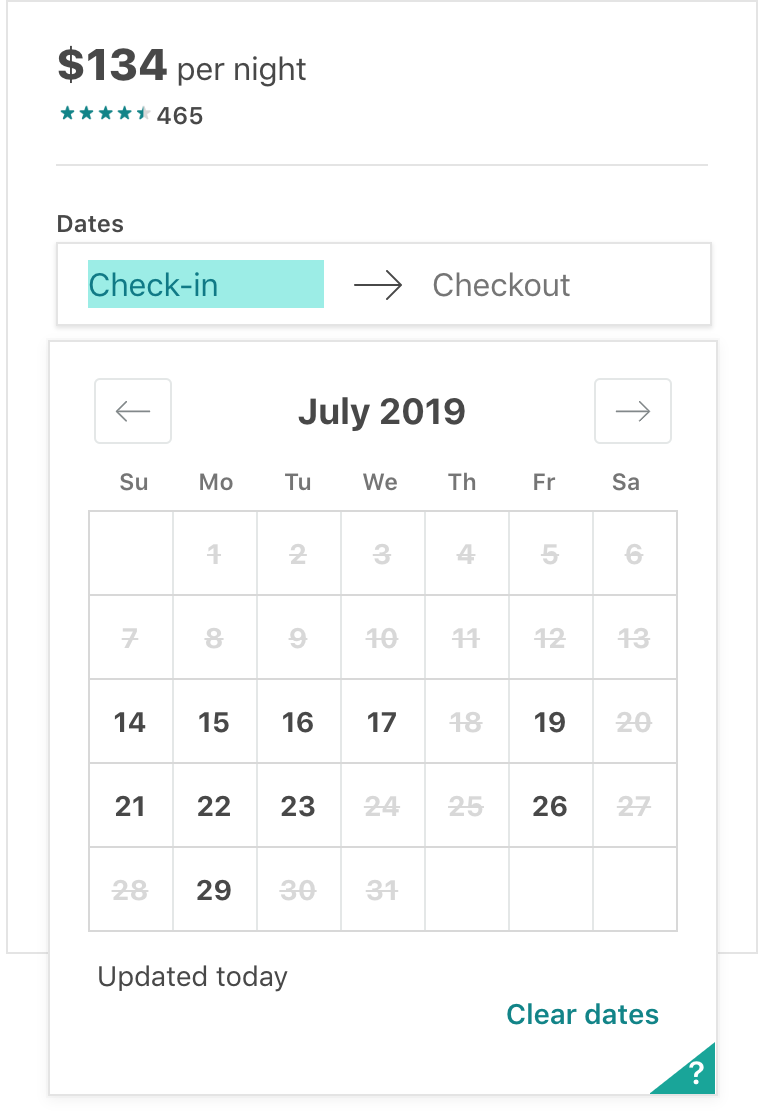 $134 per night
465
Dates
Check-in → Checkout
← July 2019 →
Su Mo Tu We Th Fr Sa
1 2 3 4 5 6
7 8 9 10 11 12 13
14 15 16 17 18 19 20
21 22 23 24 25 26 27
28 29 30 31
Updated today
Clear dates
?